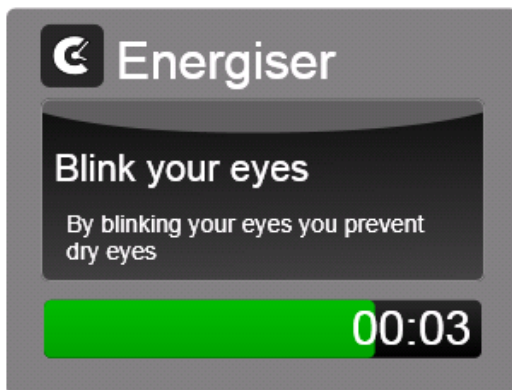 Energiser
Blink your eyes
By blinking your eyes you prevent
dry eyes
00:03